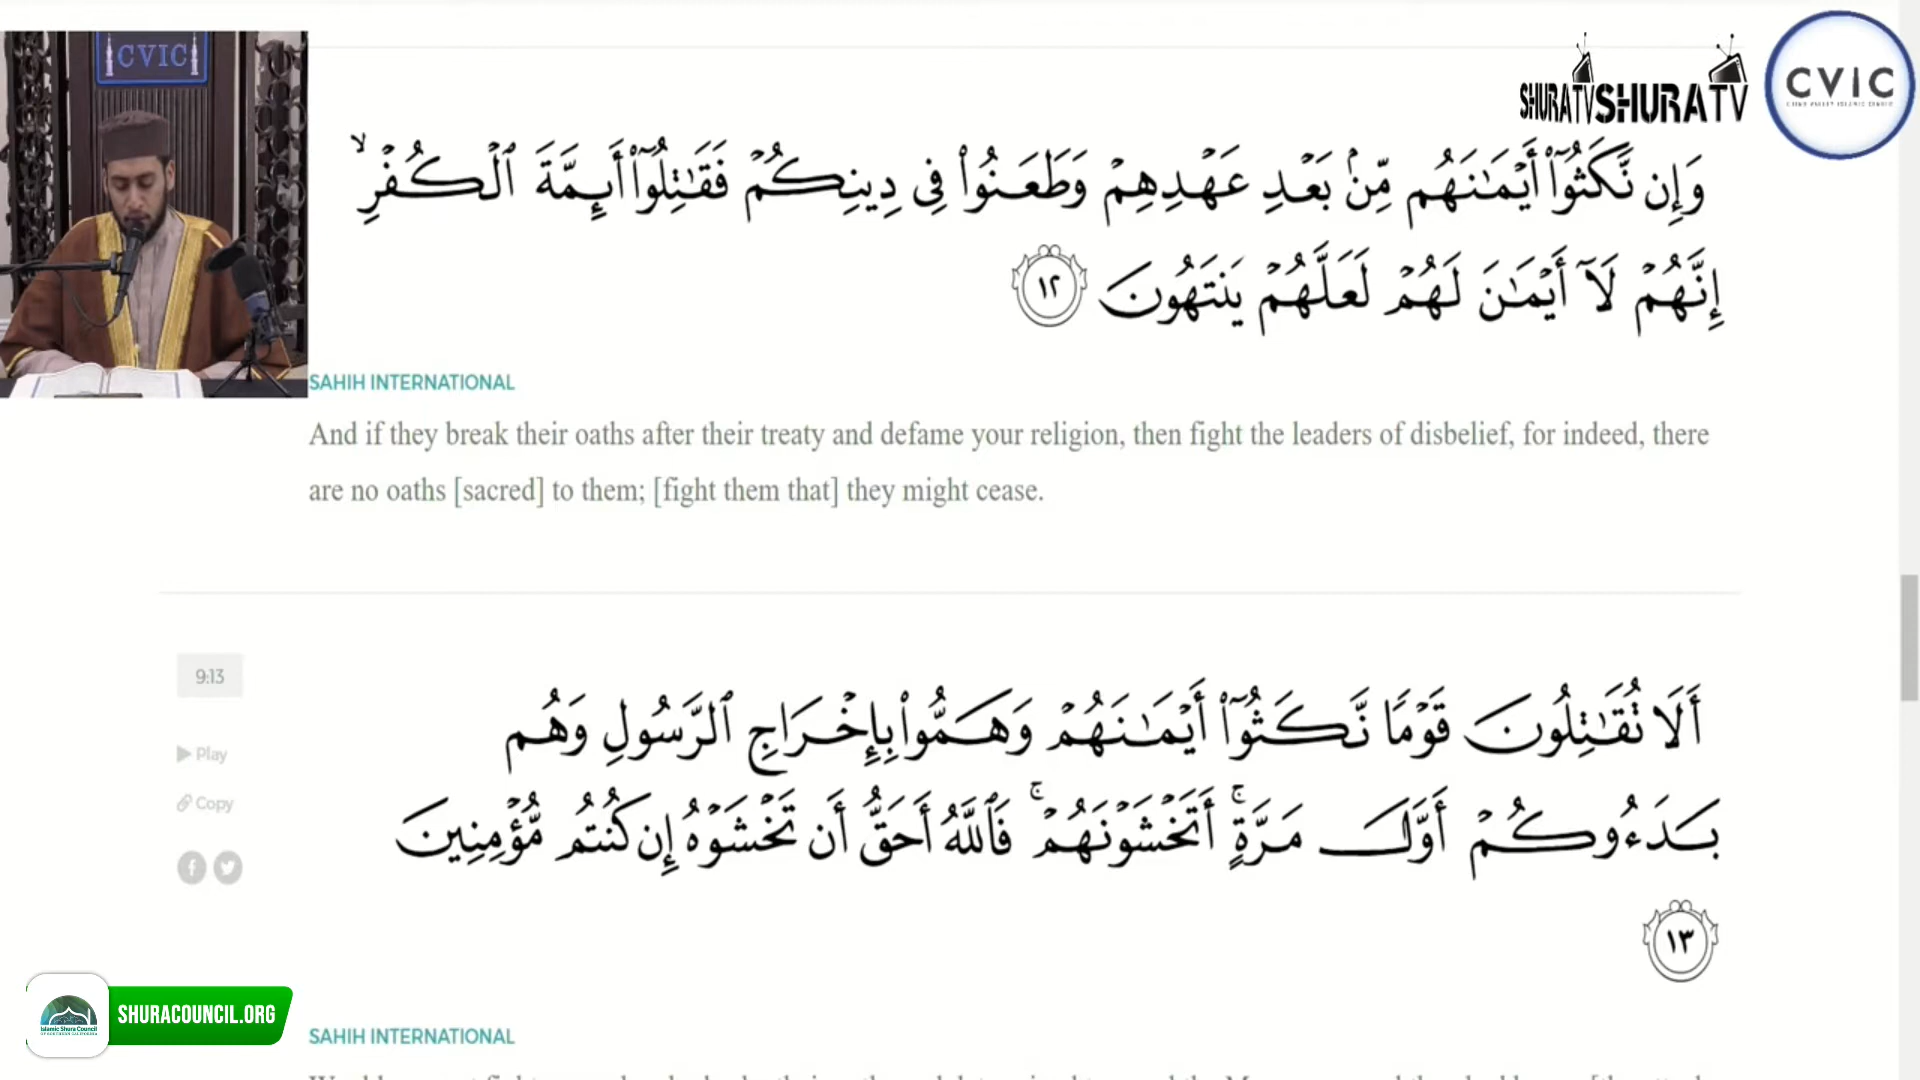 CVIC
SHURATV SHURATV
CVIC
وَإِن نَّكَثُوٓا۟ أَيْمَـٰنَهُم مِّنۢ بَعْدِ عَهْدِهِمْ وَطَعَنُوا۟ فِى دِينِكُمْ فَقَـٰتِلُوٓا۟ أَئِمَّةَ ٱلْكُفْرِ ۙ
إِنَّهُمْ لَآ أَيْمَـٰنَ لَهُمْ لَعَلَّهُمْ يَنتَهُونَ ١٢
SAHIH INTERNATIONAL
And if they break their oaths after their treaty and defame your religion, then fight the leaders of disbelief, for indeed, there
are no oaths [sacred] to them; [fight them that] they might cease.
9:13
Play
Copy
أَلَا تُقَـٰتِلُونَ قَوْمًا نَّكَثُوٓا۟ أَيْمَـٰنَهُمْ وَهَمُّوا۟ بِإِخْرَاجِ ٱلرَّسُولِ وَهُم
بَدَءُوكُمْ أَوَّلَ مَرَّةٍ ۚ أَتَخْشَوْنَهُمْ ۚ فَٱللَّهُ أَحَقُّ أَن تَخْشَوْهُ إِن كُنتُم مُّؤْمِنِينَ
١٣
Islamic Shura Council
SHURACOUNCIL.ORG
SAHIH INTERNATIONAL